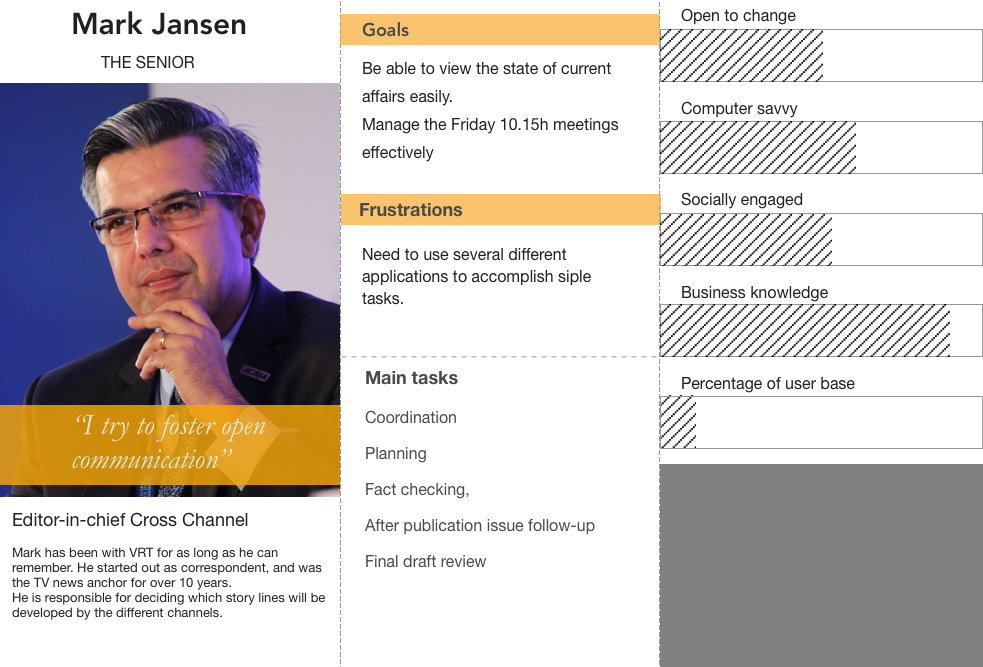 Mark Jansen
THE SENIOR
“I try to foster open
communication”
Editor-in-chief Cross Channel
Mark has been with VRT for as long as he can
remember. He started out as correspondent, and was
the TV news anchor for over 10 years.
He is responsible for deciding which story lines will be
developed by the different channels.
Goals
Be able to view the state of current
affairs easily.
Manage the Friday 10.15h meetings
effectively
Frustrations
Need to use several different
applications to accomplish siple
tasks.
Main tasks
Coordination
Planning
Fact checking,
After publication issue follow-up
Final draft review
Open to change
Computer savvy
Socially engaged
Business knowledge
Percentage of user base